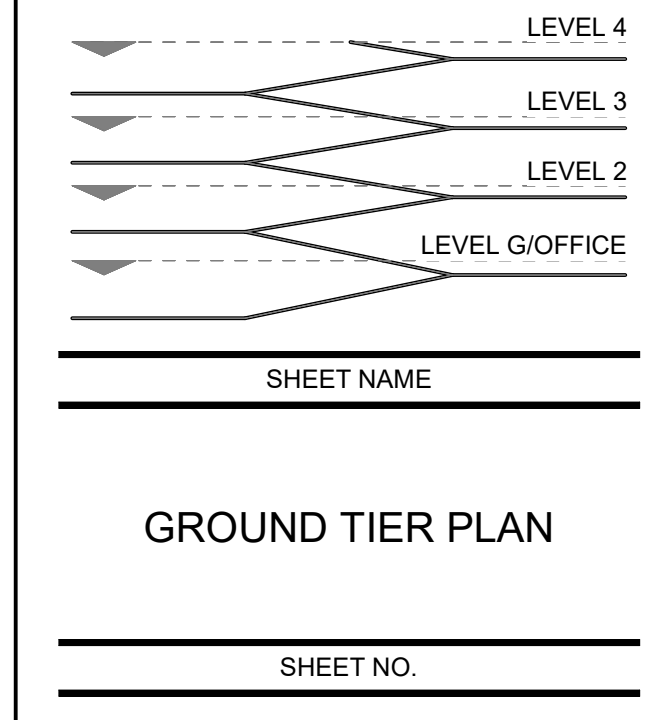 LEVEL 4
LEVEL 3
LEVEL 2
LEVEL G/OFFICE
SHEET NAME
GROUND TIER PLAN
SHEET NO.